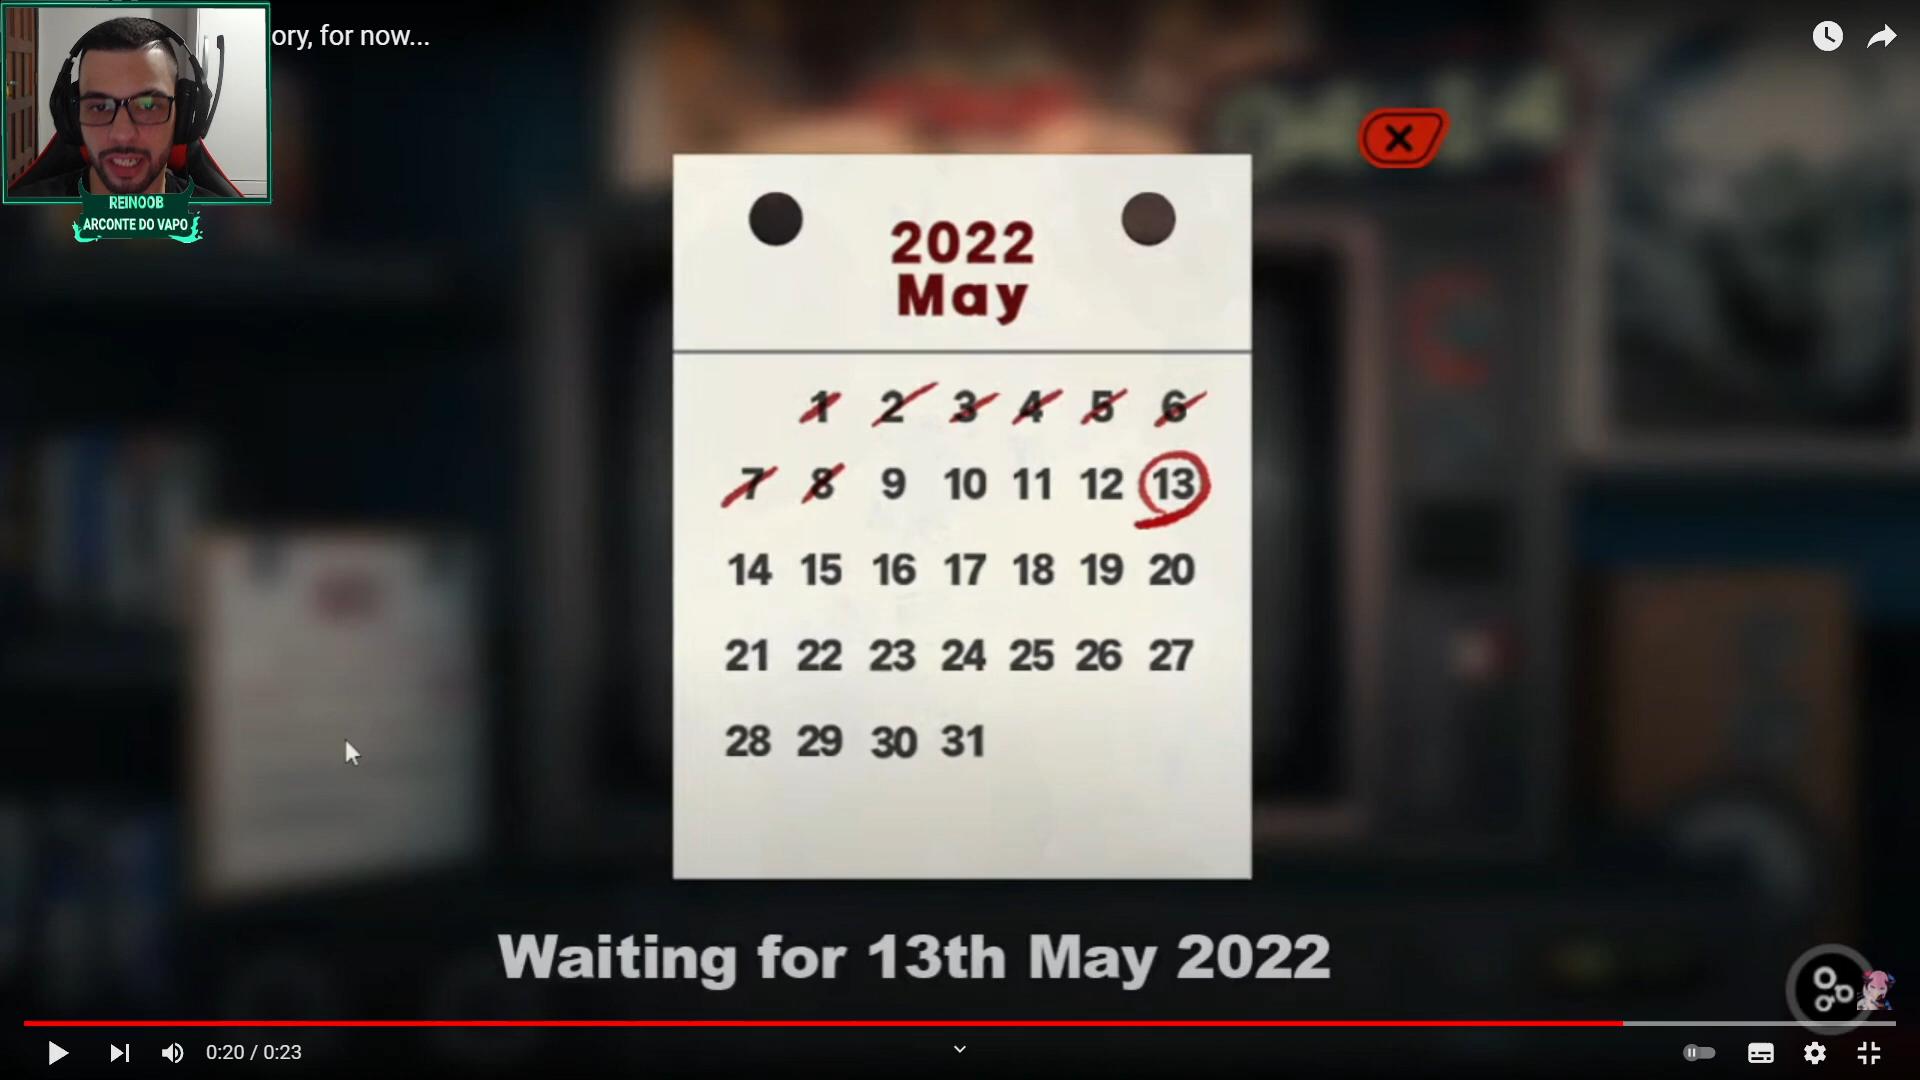 ory, for now...
REINOOB
ARCONTE DO VAPO
2022
May
1 2 3 4 5 6
7 8 9 10 11 12 13
14 15 16 17 18 19 20
21 22 23 24 25 26 27
28 29 30 31
Waiting for 13th May 2022
0:20 / 0:23